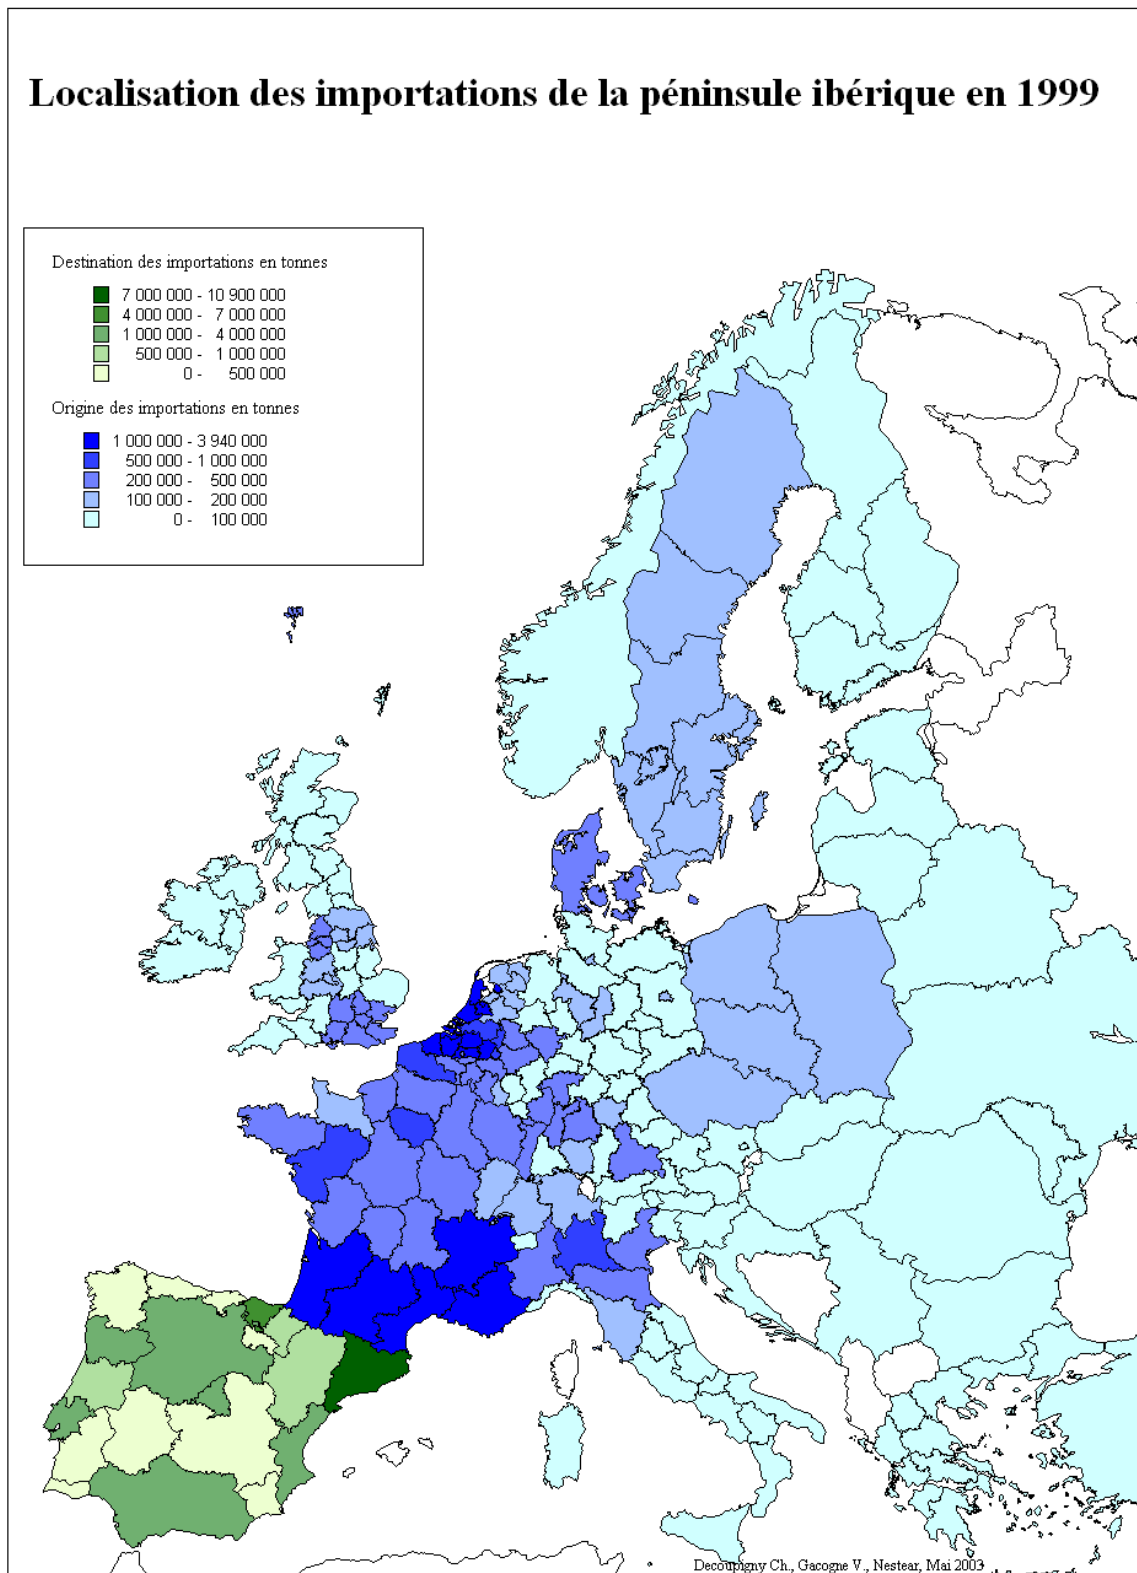 Localisation des importations de la péninsule ibérique en 1999
Destination des importations en tonnes
7 000 000 - 10 900 000
4 000 000 - 7 000 000
1 000 000 - 4 000 000
500 000 - 1 000 000
0 - 500 000
Origine des importations en tonnes
1 000 000 - 3 940 000
500 000 - 1 000 000
200 000 - 500 000
100 000 - 200 000
0 - 100 000
Decoupigny Ch., Gacogne V., Nestear, Mai 2003